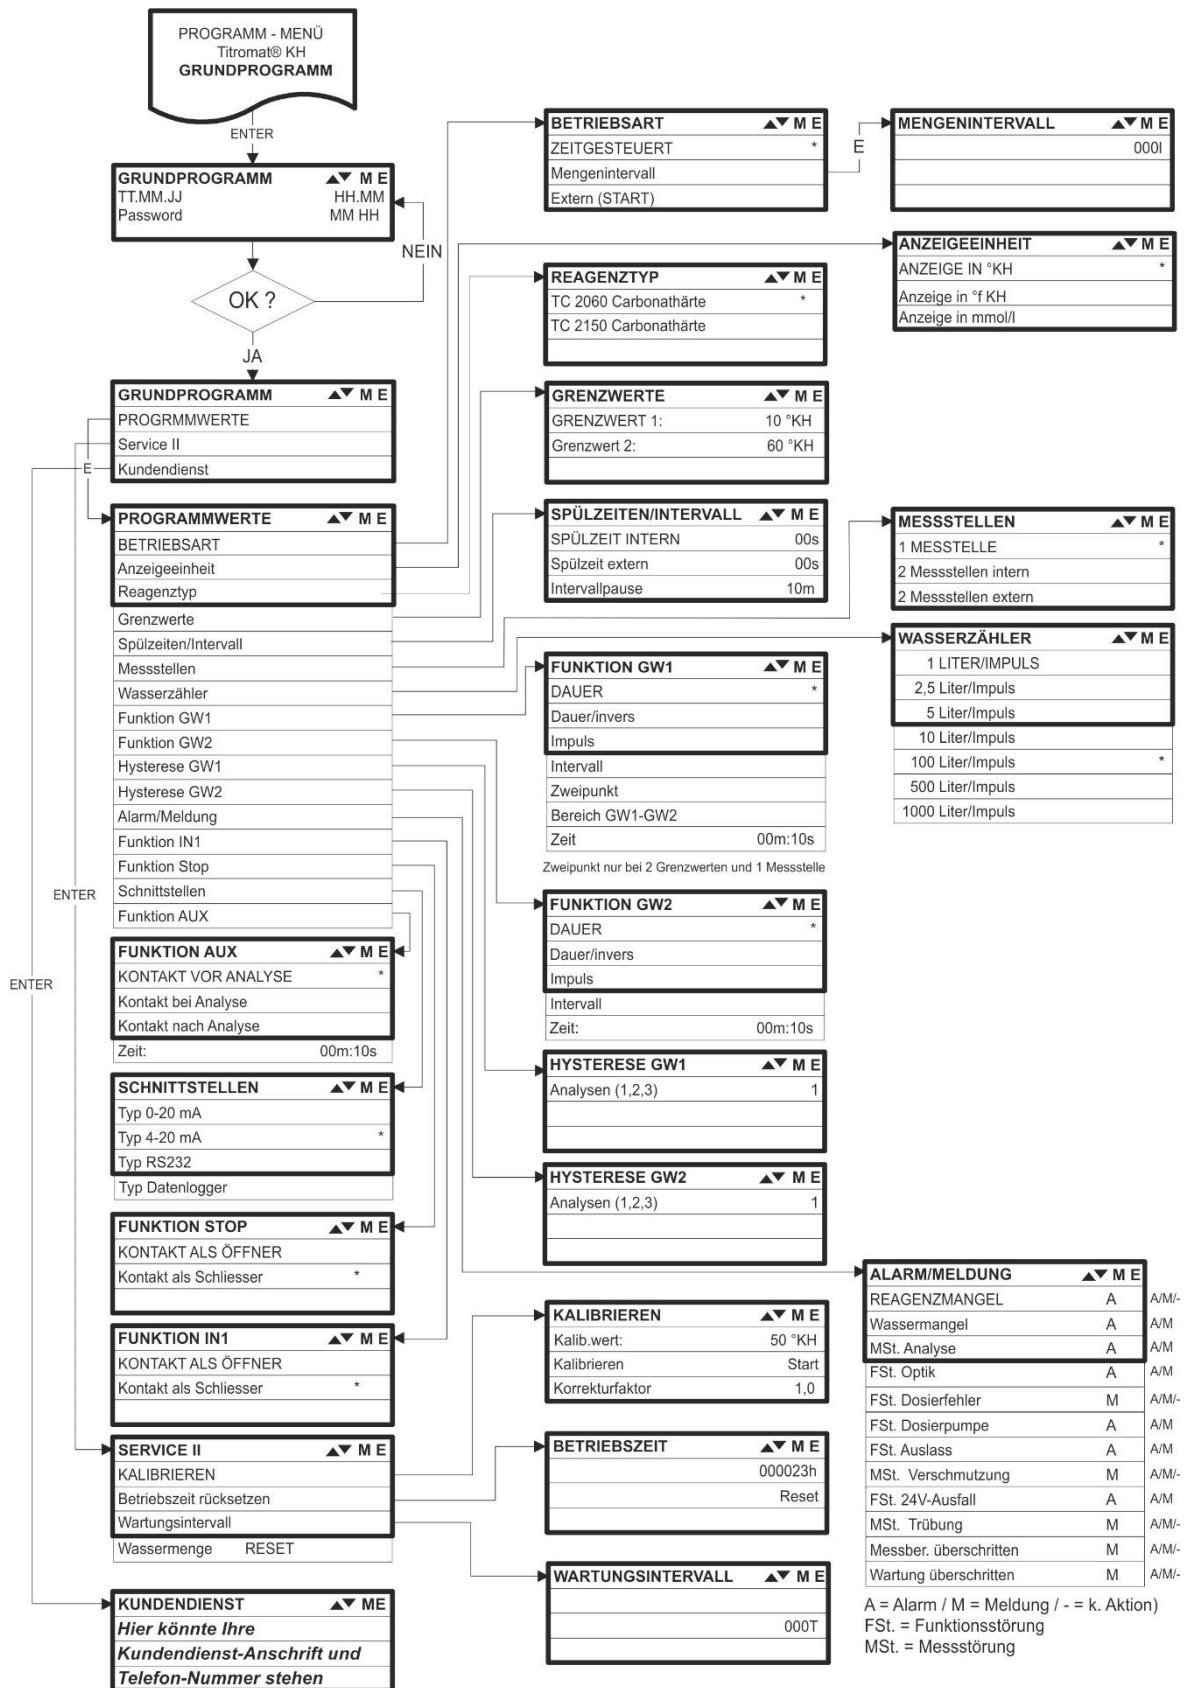 PROGRAMM - MENÜ
Titromat® KH
GRUNDPROGRAMM
ENTER
GRUNDPROGRAMM ▲▼ M E
TT.MM.JJ HH.MM
Password MM HH
NEIN
OK ?
JA
GRUNDPROGRAMM ▲▼ M E
PROGRMMWERTE
Service II
Kundendienst
E
ENTER
ENTER
PROGRAMMWERTE ▲▼ M E
BETRIEBSART
Anzeigeeinheit
Reagenztyp
Grenzwerte
Spülzeiten/Intervall
Messstellen
Wasserzähler
Funktion GW1
Funktion GW2
Hysterese GW1
Hysterese GW2
Alarm/Meldung
Funktion IN1
Funktion Stop
Schnittstellen
Funktion AUX
FUNKTION AUX ▲▼ M E
KONTAKT VOR ANALYSE *
Kontakt bei Analyse
Kontakt nach Analyse
Zeit: 00m:10s
SCHNITTSTELLEN ▲▼ M E
Typ 0-20 mA
Typ 4-20 mA *
Typ RS232
Typ Datenlogger
FUNKTION STOP ▲▼ M E
KONTAKT ALS ÖFFNER
Kontakt als Schliesser *
FUNKTION IN1 ▲▼ M E
KONTAKT ALS ÖFFNER
Kontakt als Schliesser *
SERVICE II ▲▼ M E
KALIBRIEREN
Betriebszeit rücksetzen
Wartungsintervall
Wassermenge RESET
KUNDENDIENST ▲▼ ME
Hier könnte Ihre
Kundendienst-Anschrift und
Telefon-Nummer stehen
BETRIEBSART ▲▼ M E
ZEITGESTEUERT *
Mengenintervall
Extern (START)
E
MENGENINTERVALL ▲▼ M E
000l
ANZEIGEEINHEIT ▲▼ M E
ANZEIGE IN °KH *
Anzeige in °f KH
Anzeige in mmol/l
REAGENZTYP ▲▼ M E
TC 2060 Carbonathärte *
TC 2150 Carbonathärte
GRENZWERTE ▲▼ M E
GRENZWERT 1: 10 °KH
Grenzwert 2: 60 °KH
SPÜLZEITEN/INTERVALL ▲▼ M E
SPÜLZEIT INTERN 00s
Spülzeit extern 00s
Intervallpause 10m
MESSSTELLEN ▲▼ M E
1 MESSTELLE *
2 Messstellen intern
2 Messstellen extern
WASSERZÄHLER ▲▼ M E
1 LITER/IMPULS
2,5 Liter/Impuls
5 Liter/Impuls
10 Liter/Impuls
100 Liter/Impuls *
500 Liter/Impuls
1000 Liter/Impuls
FUNKTION GW1 ▲▼ M E
DAUER *
Dauer/invers
Impuls
Intervall
Zweipunkt
Bereich GW1-GW2
Zeit 00m:10s
Zweipunkt nur bei 2 Grenzwerten und 1 Messstelle
FUNKTION GW2 ▲▼ M E
DAUER *
Dauer/invers
Impuls
Intervall
Zeit: 00m:10s
HYSTERESE GW1 ▲▼ M E
Analysen (1,2,3) 1
HYSTERESE GW2 ▲▼ M E
Analysen (1,2,3) 1
KALIBRIEREN ▲▼ M E
Kalib.wert: 50 °KH
Kalibrieren Start
Korrekturfaktor 1,0
BETRIEBSZEIT ▲▼ M E
000023h
Reset
WARTUNGSINTERVALL ▲▼ M E
000T
ALARM/MELDUNG ▲▼ M E
REAGENZMANGEL A A/M/-
Wassermangel A A/M
MSt. Analyse A A/M
FSt. Optik A A/M
FSt. Dosierfehler M A/M/-
FSt. Dosierpumpe A A/M
FSt. Auslass A A/M
MSt. Verschmutzung M A/M/-
FSt. 24V-Ausfall A A/M
MSt. Trübung M A/M/-
Messber. überschritten M A/M/-
Wartung überschritten M A/M/-
A = Alarm / M = Meldung / - = k. Aktion)
FSt. = Funktionsstörung
MSt. = Messstörung